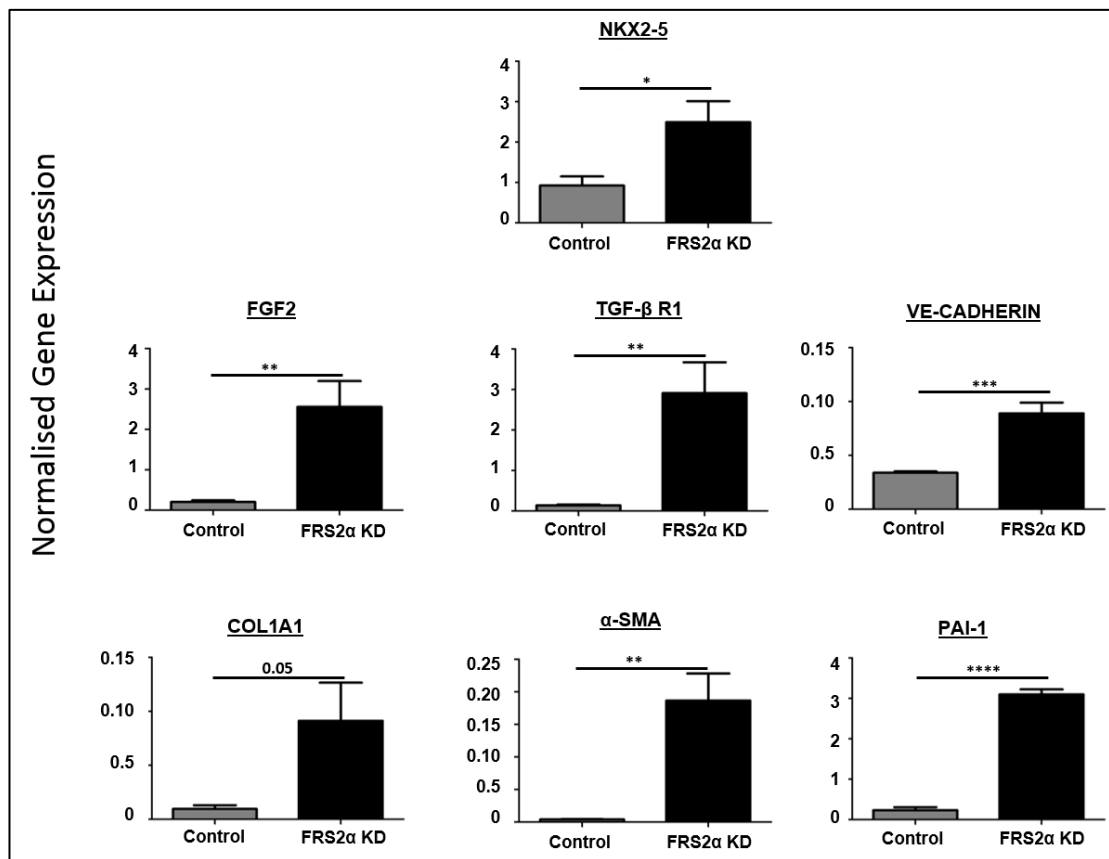 NKX2-5
4
3
2
1
0
*
Control FRS2α KD
Normalised Gene Expression
FGF2
4
3
2
1
0
**
Control FRS2α KD
TGF-β R1
4
3
2
1
0
**
Control FRS2α KD
VE-CADHERIN
0.15
0.10
0.5
0
***
Control FRS2α KD
COL1A1
0.15
0.10
0.5
0
0.05
Control FRS2α KD
α-SMA
0.25
0.20
0.15
0.10
0.5
0
**
Control FRS2α KD
PAI-1
4
3
2
1
0
****
Control FRS2α KD